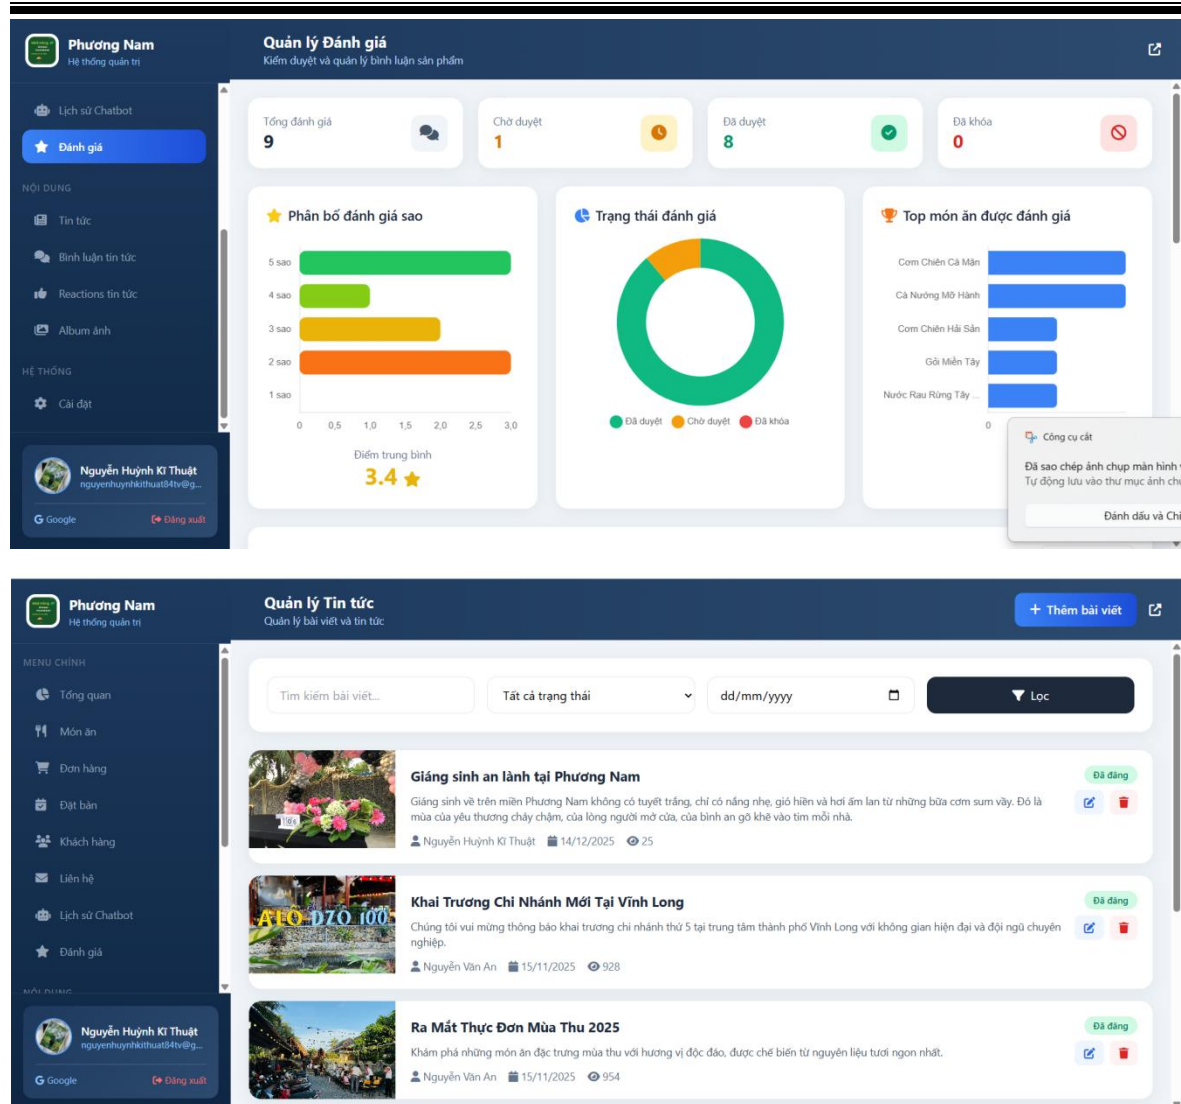 Phương Nam
Hệ thống quản trị
Quản lý Đánh giá
Kiểm duyệt và quản lý bình luận sản phẩm
Lịch sử Chatbot
Đánh giá
NỘI DUNG
Tin tức
Bình luận tin tức
Reactions tin tức
Album ảnh
HỆ THỐNG
Cài đặt
Nguyễn Huỳnh Kĩ Thuật
nguyenhuynhkithuat84tv@g...
Google
Đăng xuất
Tổng đánh giá
9
Chờ duyệt
1
Đã duyệt
8
Đã khóa
0
Phân bố đánh giá sao
5 sao
4 sao
3 sao
2 sao
1 sao
0 0,5 1,0 1,5 2,0 2,5 3,0
Điểm trung bình
3.4
Trạng thái đánh giá
Đã duyệt Chờ duyệt Đã khóa
Top món ăn được đánh giá
Cơm Chiên Cá Mặn
Cá Nướng Mỡ Hành
Cơm Chiên Hải Sản
Gỏi Miền Tây
Nước Rau Rừng Tây ...
0
Công cụ cắt
Đã sao chép ảnh chụp màn hình
Tự động lưu vào thư mục ảnh
Đánh dấu và
Phương Nam
Hệ thống quản trị
Quản lý Tin tức
Quản lý bài viết và tin tức
+ Thêm bài viết
MENU CHÍNH
Tổng quan
Món ăn
Đơn hàng
Đặt bàn
Khách hàng
Liên hệ
Lịch sử Chatbot
Đánh giá
NỘI DUNG
Nguyễn Huỳnh Kĩ Thuật
nguyenhuynhkithuat84tv@g...
Google
Đăng xuất
Tìm kiếm bài viết...
Tất cả trạng thái
dd/mm/yyyy
Lọc
Giáng sinh an lành tại Phương Nam
Đã đăng
Giáng sinh về trên miền Phương Nam không có tuyết trắng, chỉ có nắng nhẹ, gió hiền và hơi ấm lan từ những bữa cơm sum vầy. Đó là
mùa của yêu thương cháy chậm, của lòng người mở cửa, của bình an gõ khẽ vào tim mỗi nhà.
Nguyễn Huỳnh Kĩ Thuật 14/12/2025 25
ALÔ DZO 100
Khai Trương Chi Nhánh Mới Tại Vĩnh Long
Đã đăng
Chúng tôi vui mừng thông báo khai trương chi nhánh thứ 5 tại trung tâm thành phố Vĩnh Long với không gian hiện đại và đội ngũ chuyên
nghiệp.
Nguyễn Văn An 15/11/2025 928
Ra Mắt Thực Đơn Mùa Thu 2025
Đã đăng
Khám phá những món ăn đặc trưng mùa thu với hương vị độc đáo, được chế biến từ nguyên liệu tươi ngon nhất.
Nguyễn Văn An 15/11/2025 954